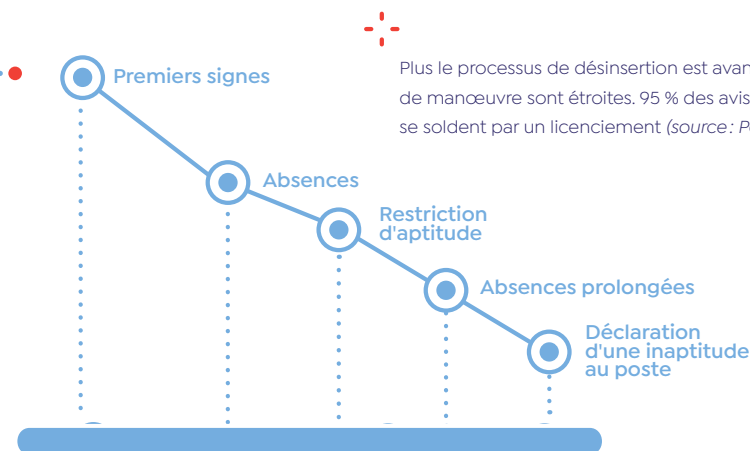 Premiers signes
Plus le processus de désinsertion est
de manœuvre sont étroites. 95 % des avis
se soldent par un licenciement (source :
Absences
Restriction
d'aptitude
Absences prolongées
Déclaration
d'une inaptitude
au poste